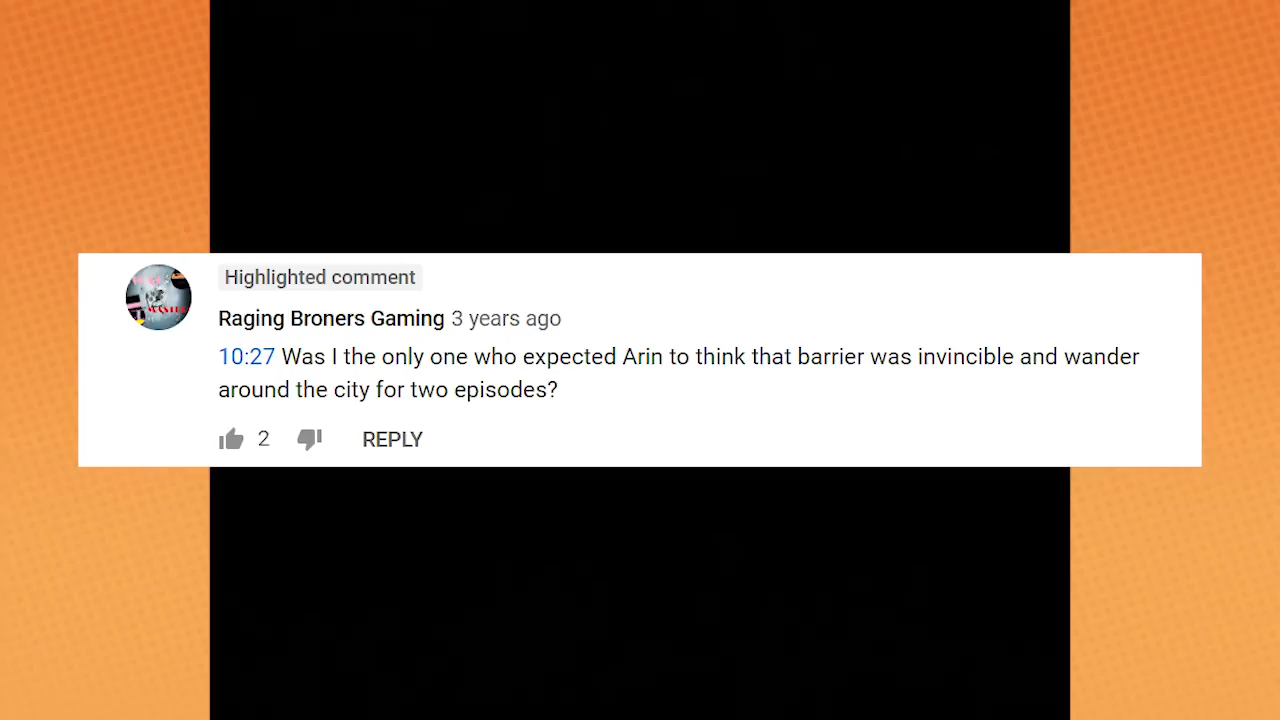 Highlighted comment
Raging Broners Gaming 3 years ago
10:27 Was I the only one who expected Arin to think that barrier was invincible and wander
around the city for two episodes?
2 REPLY